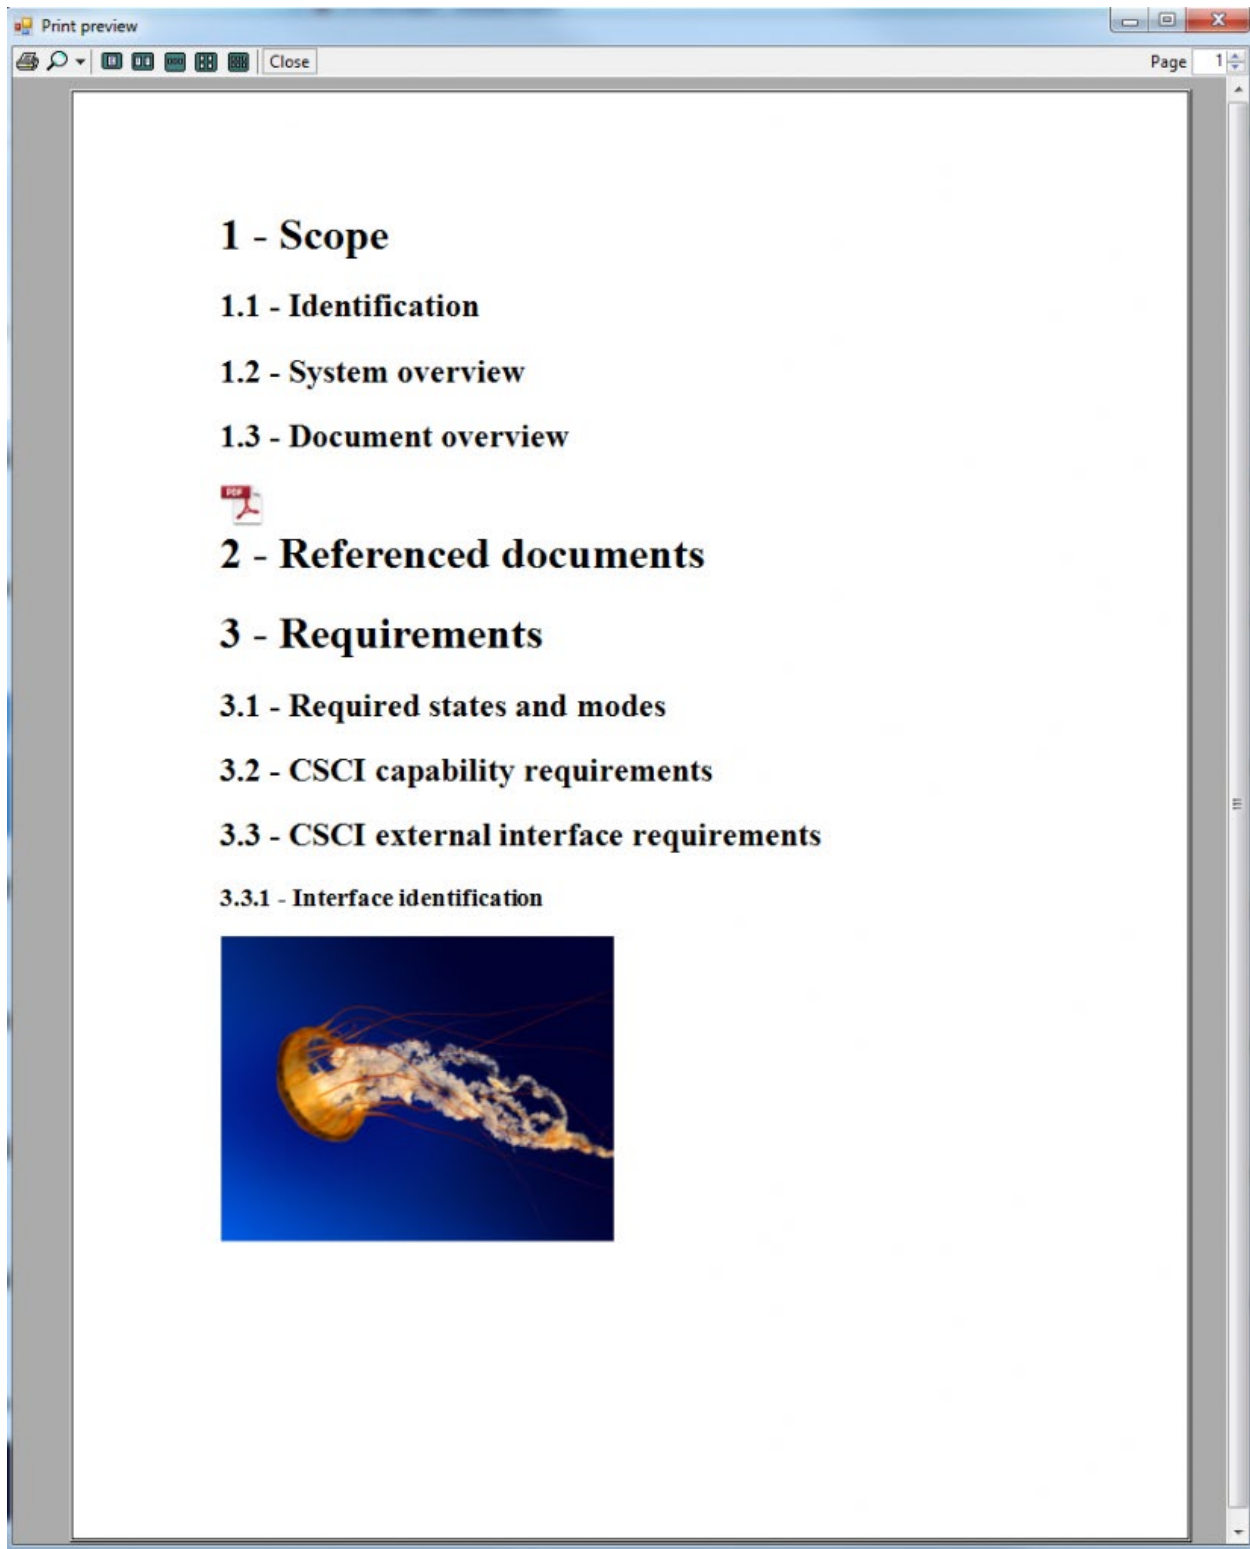 Print preview
Close
Page 1
1 - Scope
1.1 - Identification
1.2 - System overview
1.3 - Document overview
PDF
2 - Referenced documents
3 - Requirements
3.1 - Required states and modes
3.2 - CSCI capability requirements
3.3 - CSCI external interface requirements
3.3.1 - Interface identification